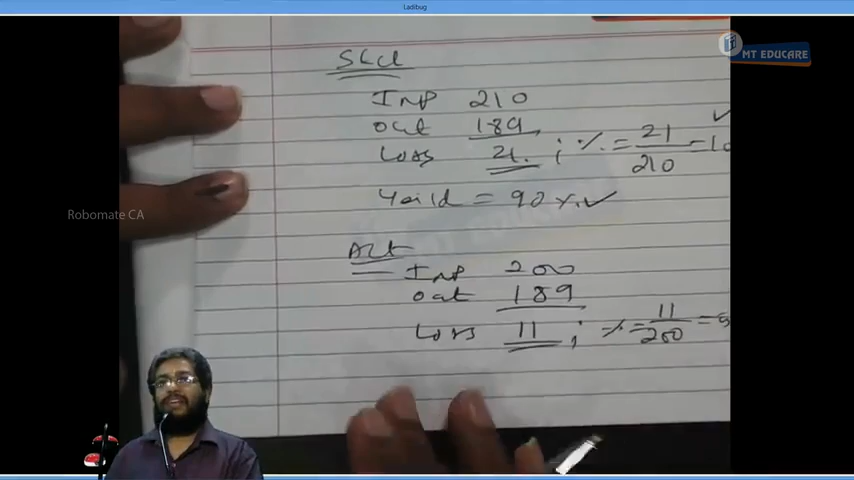 Ladibug
MT EDUCARE
Std
Inp 210
Out 189
Loss 21. ; % = 21/210 = 10
Yeild = 90%. ✓
Robomate CA
Act
Inp 200
Out 189
Loss 11 ; % = 11/200 = 5